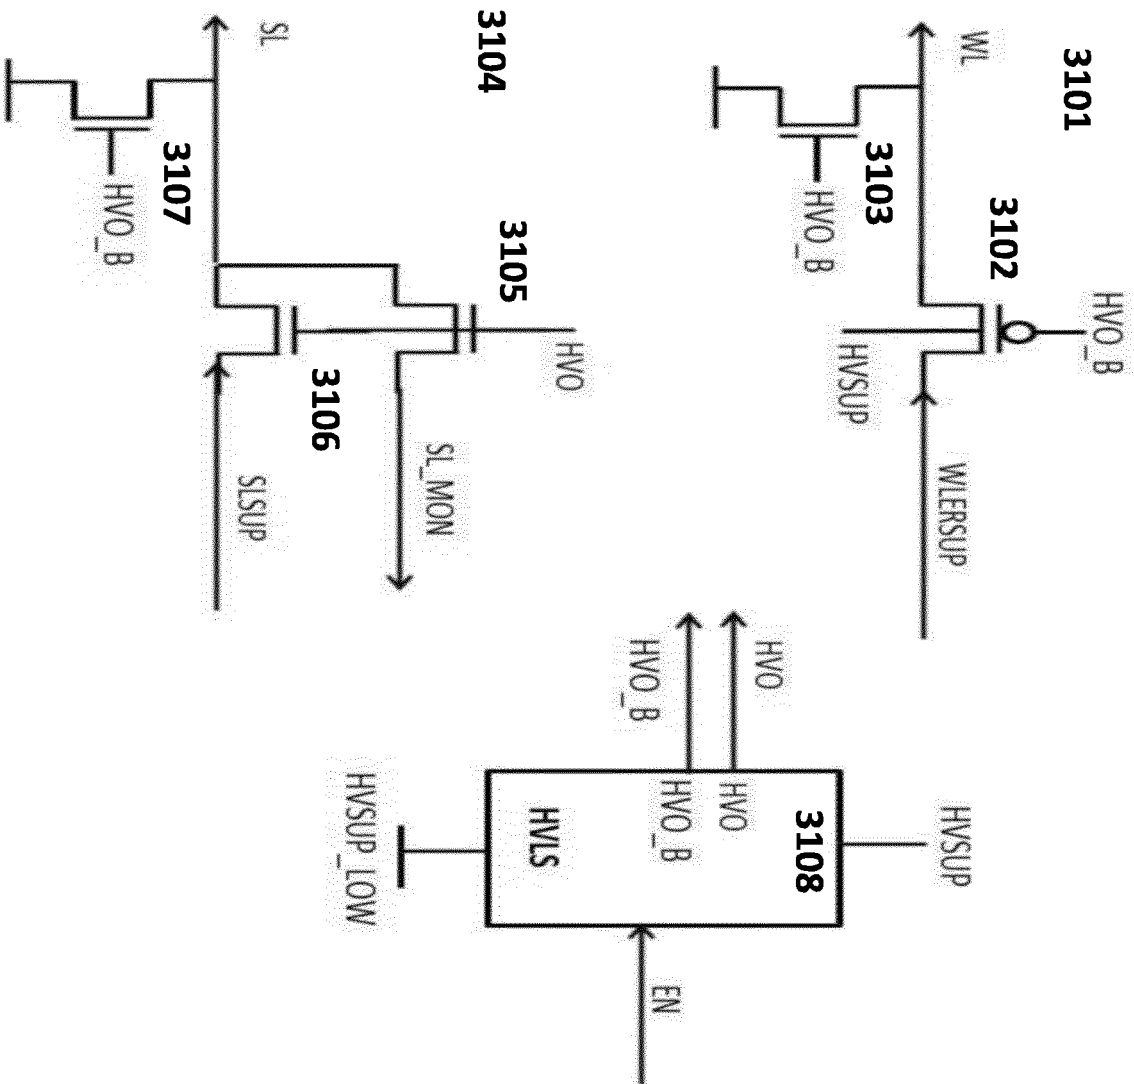 3101
WL
3103
HVO_B
3102
HVO_B
HVSUP
WLERSUP
3104
SL
3107
HVO_B
3105
HVO
3106
SL_MON
SLSUP
HVSUP
3108
HVO
HVO
HVO_B
HVO_B
HVLS
HVSUP_LOW
EN